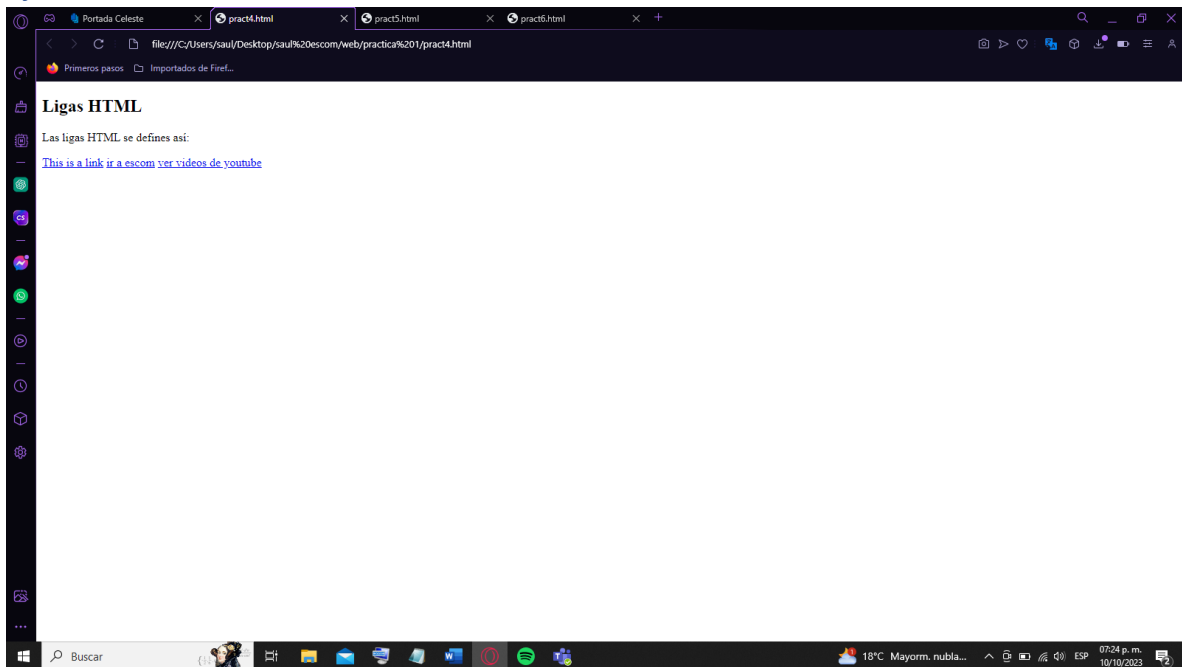 Portada Celeste
pract4.html
pract5.html
pract6.html
file:///C:/Users/saul/Desktop/saul%20escom/web/practica%201/pract4.html
Primeros pasos
Importados de Firef...
Ligas HTML
Las ligas HTML se defines asi:
This is a link ir a escom ver videos de youtube
CS
Buscar
18°C Mayorm. nubla...
ESP
07:24 p. m.
10/10/2023
2